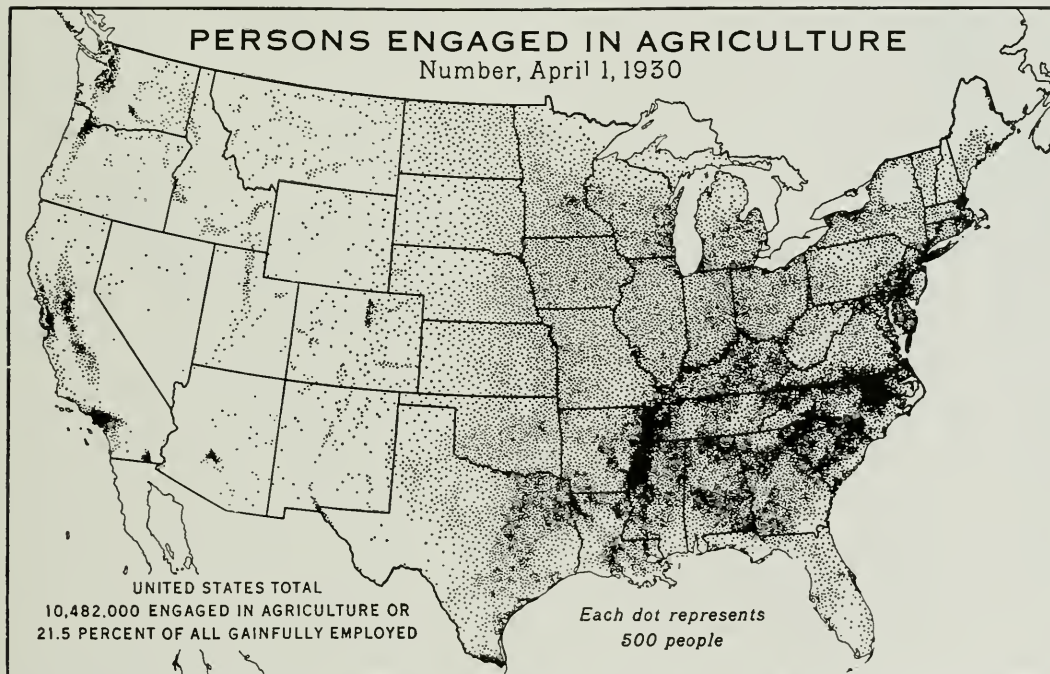 PERSONS ENGAGED IN AGRICULTURE
Number, April 1, 1930
UNITED STATES TOTAL
10,482,000 ENGAGED IN AGRICULTURE OR
21.5 PERCENT OF ALL GAINFULLY EMPLOYED
Each dot represents
500 people